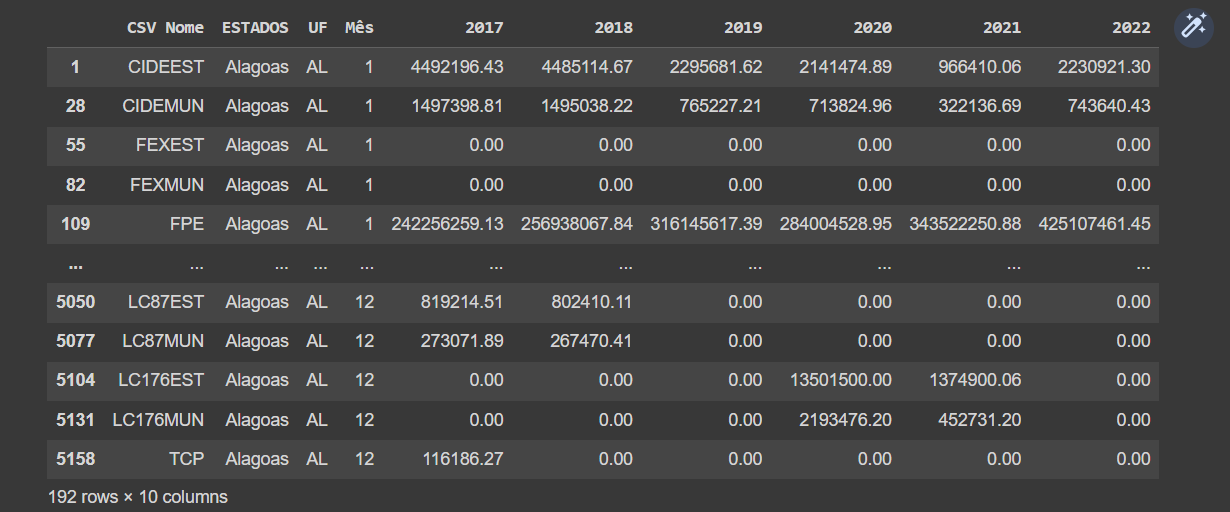 CSV Nome ESTADOS UF Mês 2017 2018 2019 2020 2021 2022
1 CIDEEST Alagoas AL 1 4492196.43 4485114.67 2295681.62 2141474.89 966410.06 2230921.30
28 CIDEMUN Alagoas AL 1 1497398.81 1495038.22 765227.21 713824.96 322136.69 743640.43
55 FEXEST Alagoas AL 1 0.00 0.00 0.00 0.00 0.00 0.00
82 FEXMUN Alagoas AL 1 0.00 0.00 0.00 0.00 0.00 0.00
109 FPE Alagoas AL 1 242256259.13 256938067.84 316145617.39 284004528.95 343522250.88 425107461.45
... ... ... ... ... ... ... ... ... ... ...
5050 LC87EST Alagoas AL 12 819214.51 802410.11 0.00 0.00 0.00 0.00
5077 LC87MUN Alagoas AL 12 273071.89 267470.41 0.00 0.00 0.00 0.00
5104 LC176EST Alagoas AL 12 0.00 0.00 0.00 13501500.00 1374900.06 0.00
5131 LC176MUN Alagoas AL 12 0.00 0.00 0.00 2193476.20 452731.20 0.00
5158 TCP Alagoas AL 12 116186.27 0.00 0.00 0.00 0.00 0.00
192 rows × 10 columns